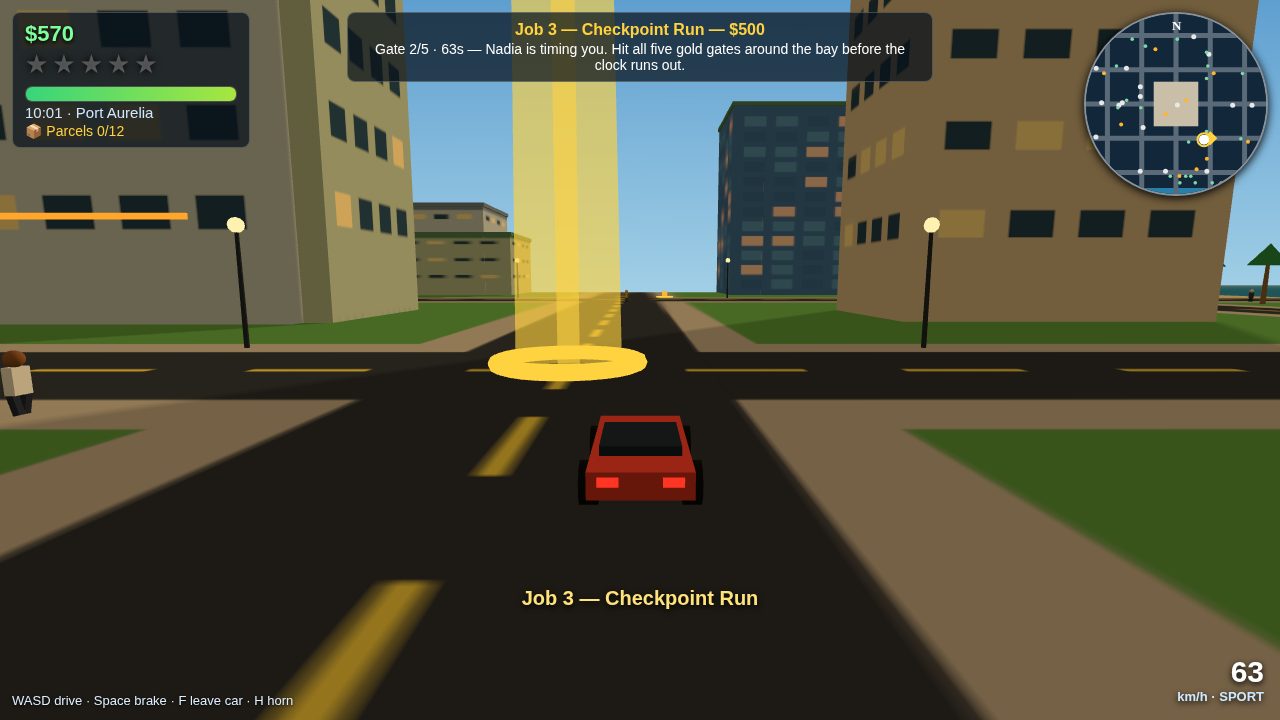 $570
★★★★★
10:01 · Port Aurelia
📦 Parcels 0/12
Job 3 — Checkpoint Run — $500
Gate 2/5 · 63s — Nadia is timing you. Hit all five gold gates around the bay before the
clock runs out.
N
Job 3 — Checkpoint Run
WASD drive · Space brake · F leave car · H horn
63
km/h · SPORT